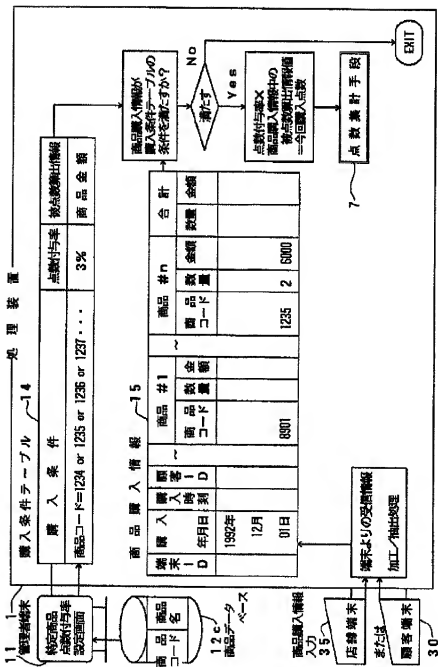 処理装置
1
購入条件テーブル
14
購入条件
点数付与率
被点数算出情報
商品コード=1234 or 1235 or 1236 or 1237・・・
3%
商品金額
11
管理者端末
特定商品
点数付与率
設定画面
商品コード
商品名
12c
商品データ
ベース
商品購入情報
15
端末ID
購入
年月日
購入時刻
顧客ID
~
商品 #1
商品コード
数量
金額
~
商品 #n
商品コード
数量
金額
合計
数量
金額
1992年
12月
01日
8901
1235
2
6000
商品購入情報が
購入条件テーブルの
条件を満たすか?
満たす
No
Yes
点数付与率×
商品購入情報中の
被点数算出情報値
=今回購入点数
点数集計手段
7
EXIT
商品購入情報
入力
35
店舗端末
または
顧客端末
30
端末よりの受信情報
加工/抽出処理